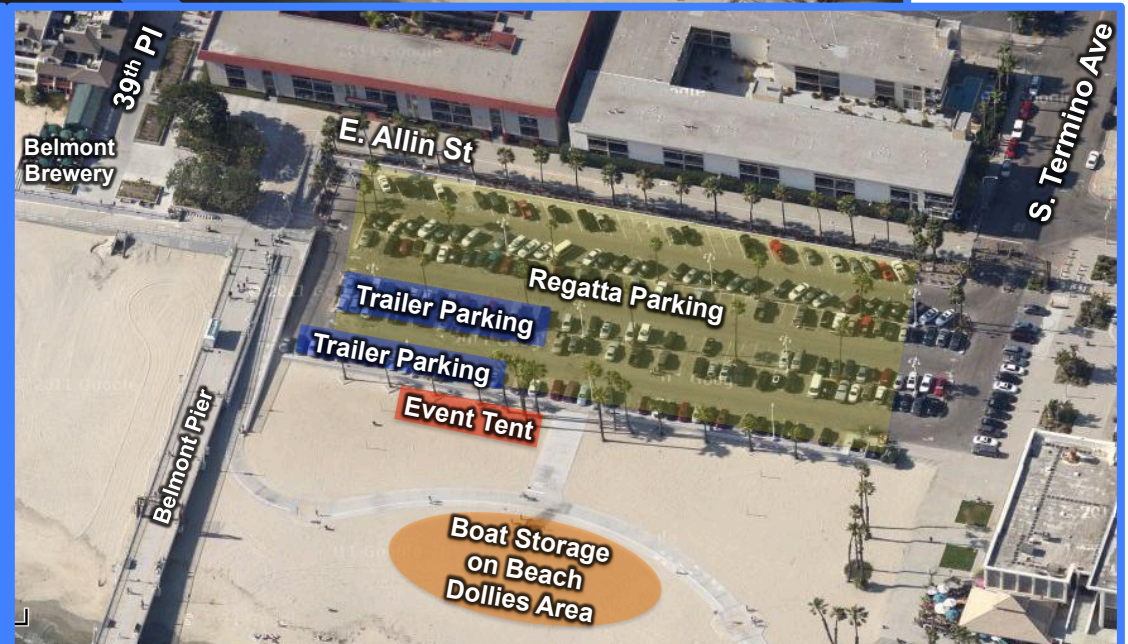 39th Pl
S. Termino Ave
E. Allin St
Belmont
Brewery
Regatta Parking
Trailer Parking
Trailer Parking
Event Tent
Belmont Pier
Boat Storage
on Beach
Dollies Area